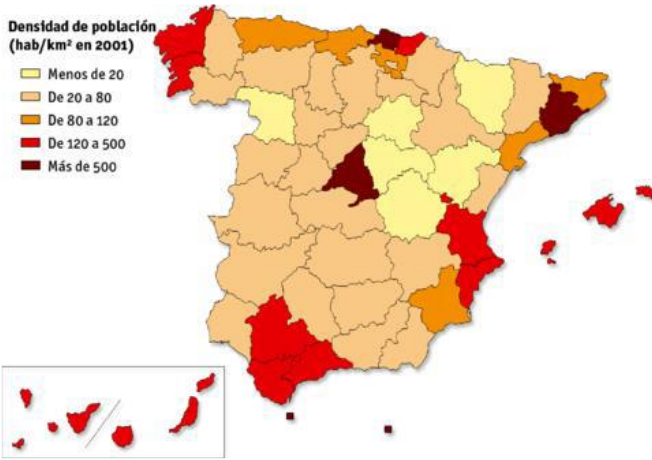 Densidad de población
(hab/km² en 2001)
Menos de 20
De 20 a 80
De 80 a 120
De 120 a 500
Más de 500